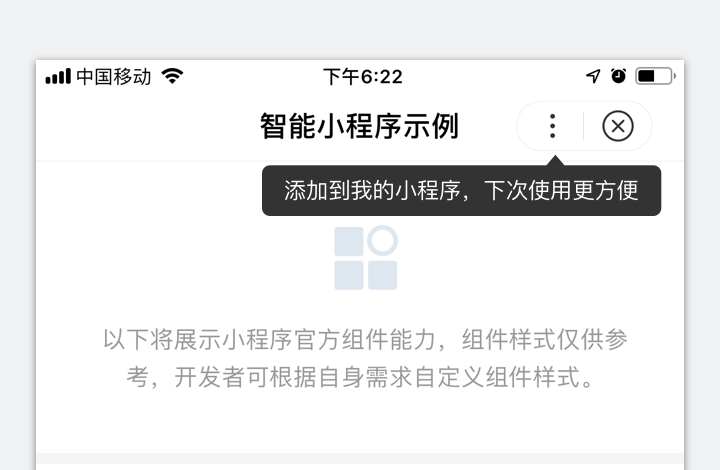 中国移动
下午6:22
智能小程序示例
添加到我的小程序，下次使用更方便
以下将展示小程序官方组件能力，组件样式仅供参
考，开发者可根据自身需求自定义组件样式。